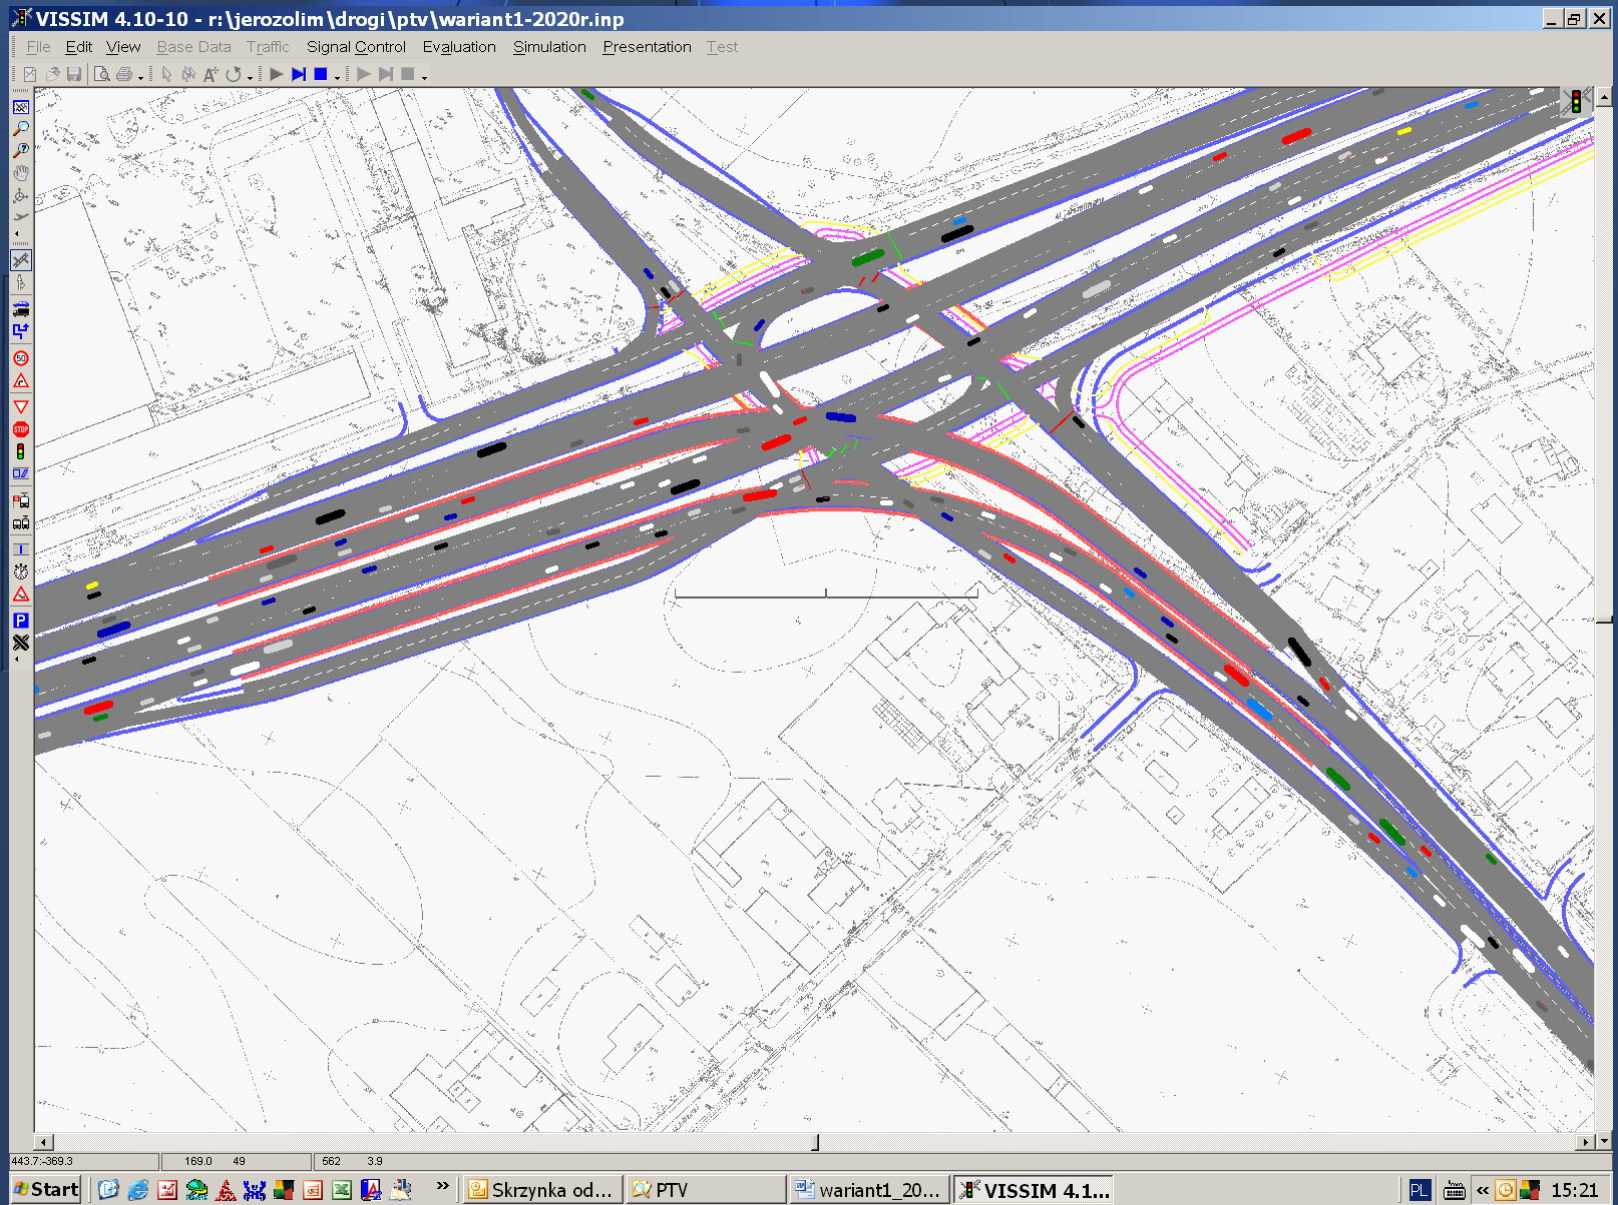 VISSIM 4.10-10 - r:\jerozolim\drogi\ptv\wariant1-2020r.inp
File Edit View Base Data Traffic Signal Control Evaluation Simulation Presentation Test
50
STOP
P
443.7:-369.3 169.0 49 562 3.9
Start » Skrzynka od... PTV wariant1_20... VISSIM 4.1... PL « 15:21